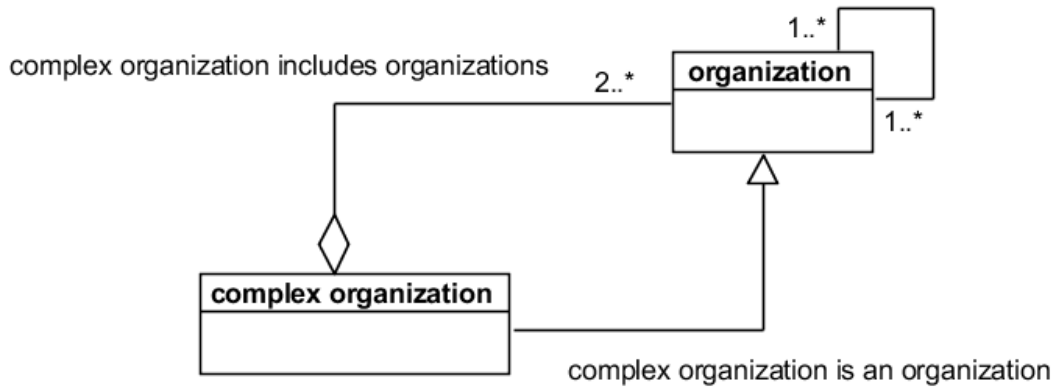 1..*
complex organization includes organizations
organization
2..*
1..*
complex organization
complex organization is an organization